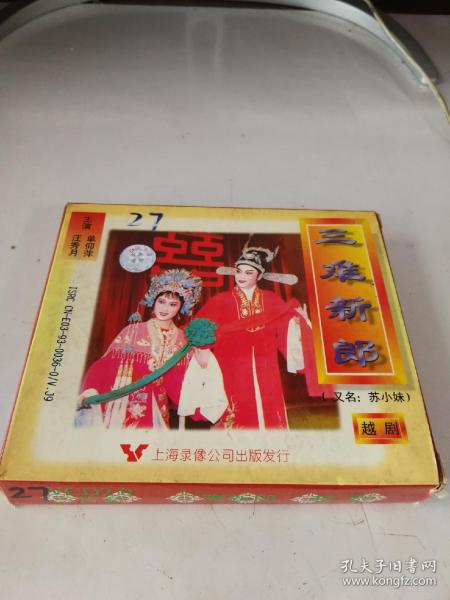 27
主演 单仰萍
汪秀月
ISRC CN-E03-93-0036-0/V.J9
三难新郎
(又名:苏小妹)
越剧
上海录像公司出版发行
27
孔夫子旧书网
www.kongfz.com